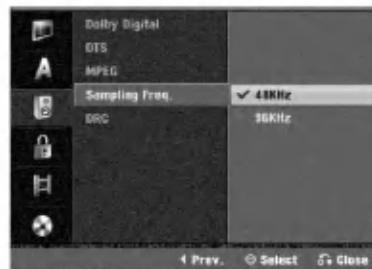 Dolby Digital
DTS
MPEG
A
Sampling Freq.
48KHz
DRC
96KHz
Prev.
Select
Close